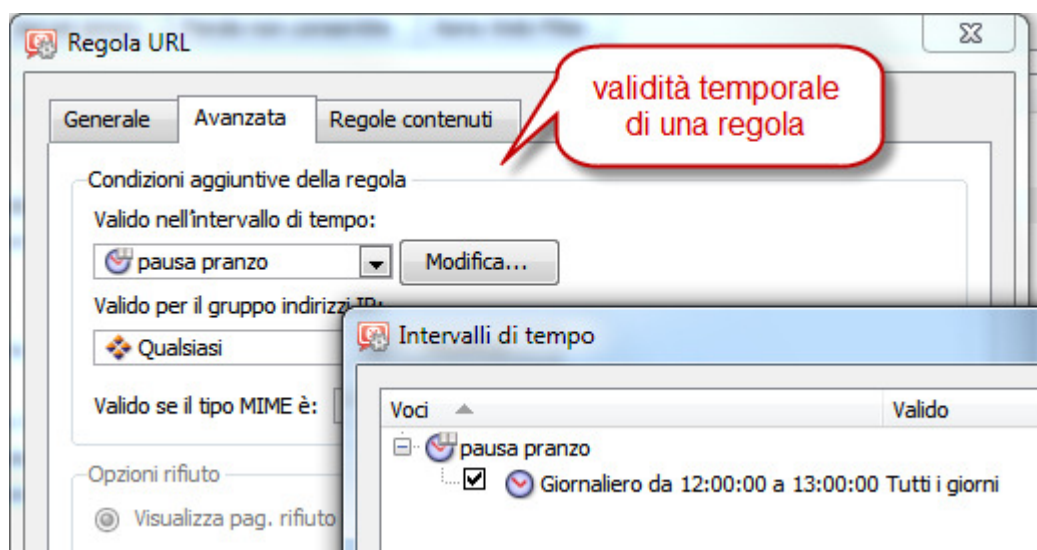 Regola URL
validità temporale
di una regola
Generale Avanzata Regole contenuti
Condizioni aggiuntive della regola
Valido nell'intervallo di tempo:
pausa pranzo Modifica...
Valido per il gruppo indirizzi IP:
Qualsiasi
Valido se il tipo MIME è:
Opzioni rifiuto
Visualizza pag. rifiuto
Intervalli di tempo
Voci Valido
pausa pranzo
Giornaliero da 12:00:00 a 13:00:00 Tutti i giorni